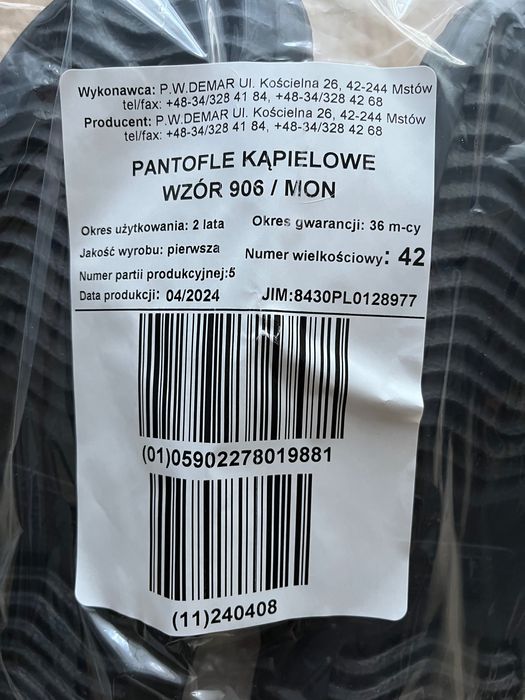 Wykonawca: P.W.DEMAR Ul. Kościelna 26, 42-244 Mstów
tel/fax: +48-34/328 41 84, +48-34/328 42 68
Producent: P.W.DEMAR Ul. Kościelna 26, 42-244 Mstów
tel/fax: +48-34/328 41 84, +48-34/328 42 68
PANTOFLE KĄPIELOWE
WZÓR 906 / MON
Okres użytkowania: 2 lata Okres gwarancji: 36 m-cy
Jakość wyrobu: pierwsza Numer wielkościowy: 42
Numer partii produkcyjnej:5
Data produkcji: 04/2024 JIM:8430PL0128977
(01)05902278019881
(11)240408